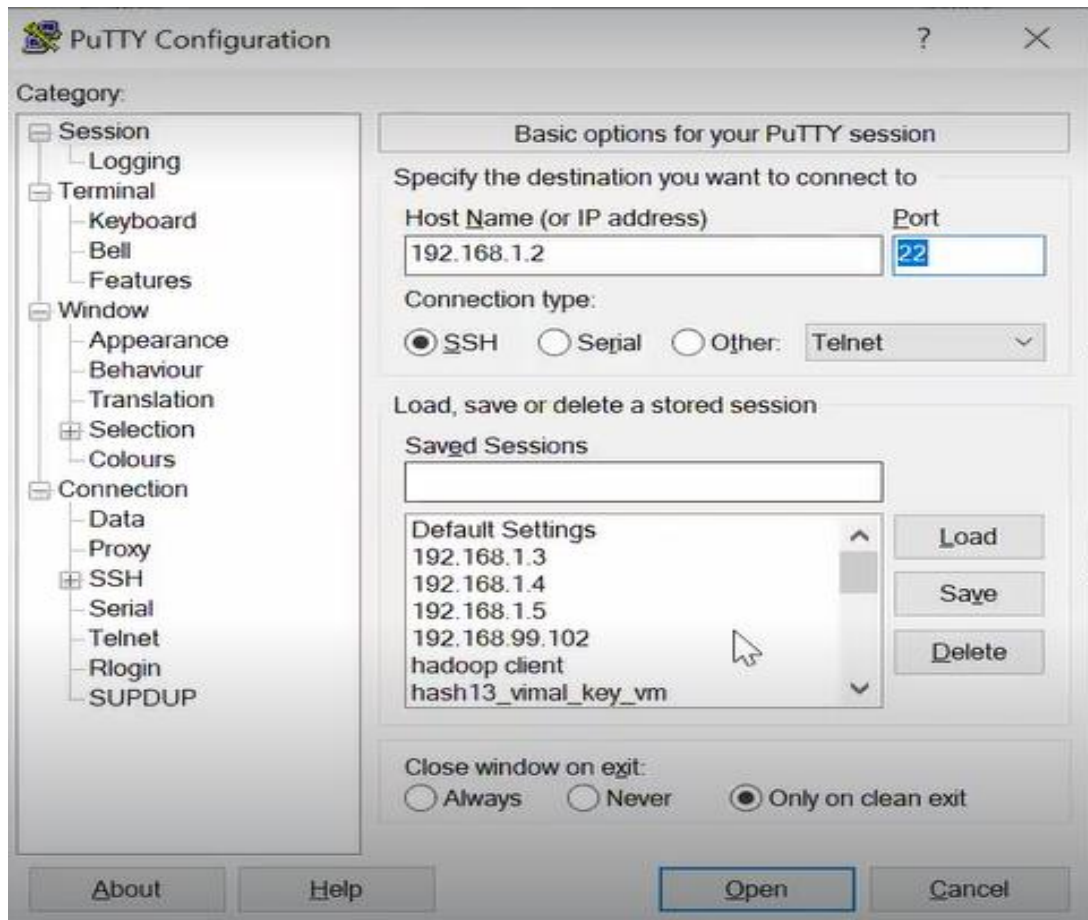 PuTTY Configuration
?
Category:
Session
Logging
Terminal
Keyboard
Bell
Features
Window
Appearance
Behaviour
Translation
Selection
Colours
Connection
Data
Proxy
SSH
Serial
Telnet
Rlogin
SUPDUP
Basic options for your PuTTY session
Specify the destination you want to connect to
Host Name (or IP address) Port
192.168.1.2 22
Connection type:
SSH Serial Other: Telnet
Load, save or delete a stored session
Saved Sessions
Default Settings
192.168.1.3
192.168.1.4
192.168.1.5
192.168.99.102
hadoop client
hash13_vimal_key_vm
Load
Save
Delete
Close window on exit:
Always Never Only on clean exit
About Help Open Cancel